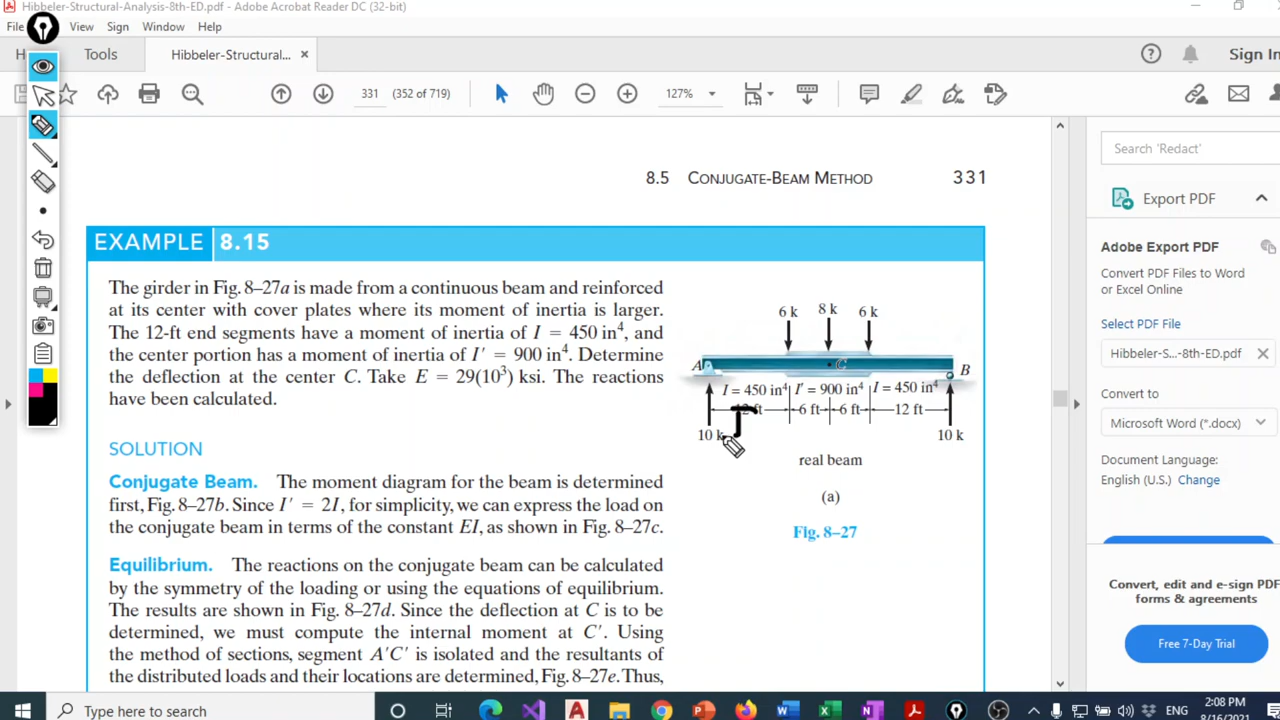 Hibbeler-Structural-Analysis-8th-ED.pdf - Adobe Acrobat Reader DC (32-bit)
File View Sign Window Help
Tools Hibbeler-Structural... × Sign In
331 (352 of 719) 127%
Search 'Redact'
8.5 CONJUGATE-BEAM METHOD 331
Export PDF
EXAMPLE 8.15
Adobe Export PDF
Convert PDF Files to Word
or Excel Online
Select PDF File
Hibbeler-S...-8th-ED.pdf
Convert to
Microsoft Word (*.docx)
Document Language:
English (U.S.) Change
Convert, edit and e-sign PDF
forms & agreements
Free 7-Day Trial
The girder in Fig. 8–27a is made from a continuous beam and reinforced
at its center with cover plates where its moment of inertia is larger.
The 12-ft end segments have a moment of inertia of I = 450 in⁴, and
the center portion has a moment of inertia of I′ = 900 in⁴. Determine
the deflection at the center C. Take E = 29(10³) ksi. The reactions
have been calculated.
SOLUTION
Conjugate Beam. The moment diagram for the beam is determined
first, Fig. 8–27b. Since I′ = 2I, for simplicity, we can express the load on
the conjugate beam in terms of the constant EI, as shown in Fig. 8–27c.
Equilibrium. The reactions on the conjugate beam can be calculated
by the symmetry of the loading or using the equations of equilibrium.
The results are shown in Fig. 8–27d. Since the deflection at C is to be
determined, we must compute the internal moment at C′. Using
the method of sections, segment A′C′ is isolated and the resultants of
the distributed loads and their locations are determined, Fig. 8–27e. Thus,
6 k 8 k 6 k
A C B
I = 450 in⁴ I′ = 900 in⁴ I = 450 in⁴
12 ft 6 ft 6 ft 12 ft
10 k 10 k
real beam
(a)
Fig. 8–27
Type here to search
ENG
2:08 PM